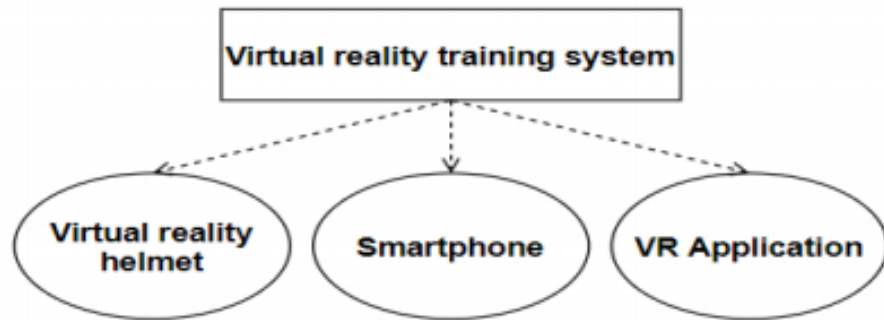 Virtual reality training system
Virtual reality
helmet
Smartphone
VR Application